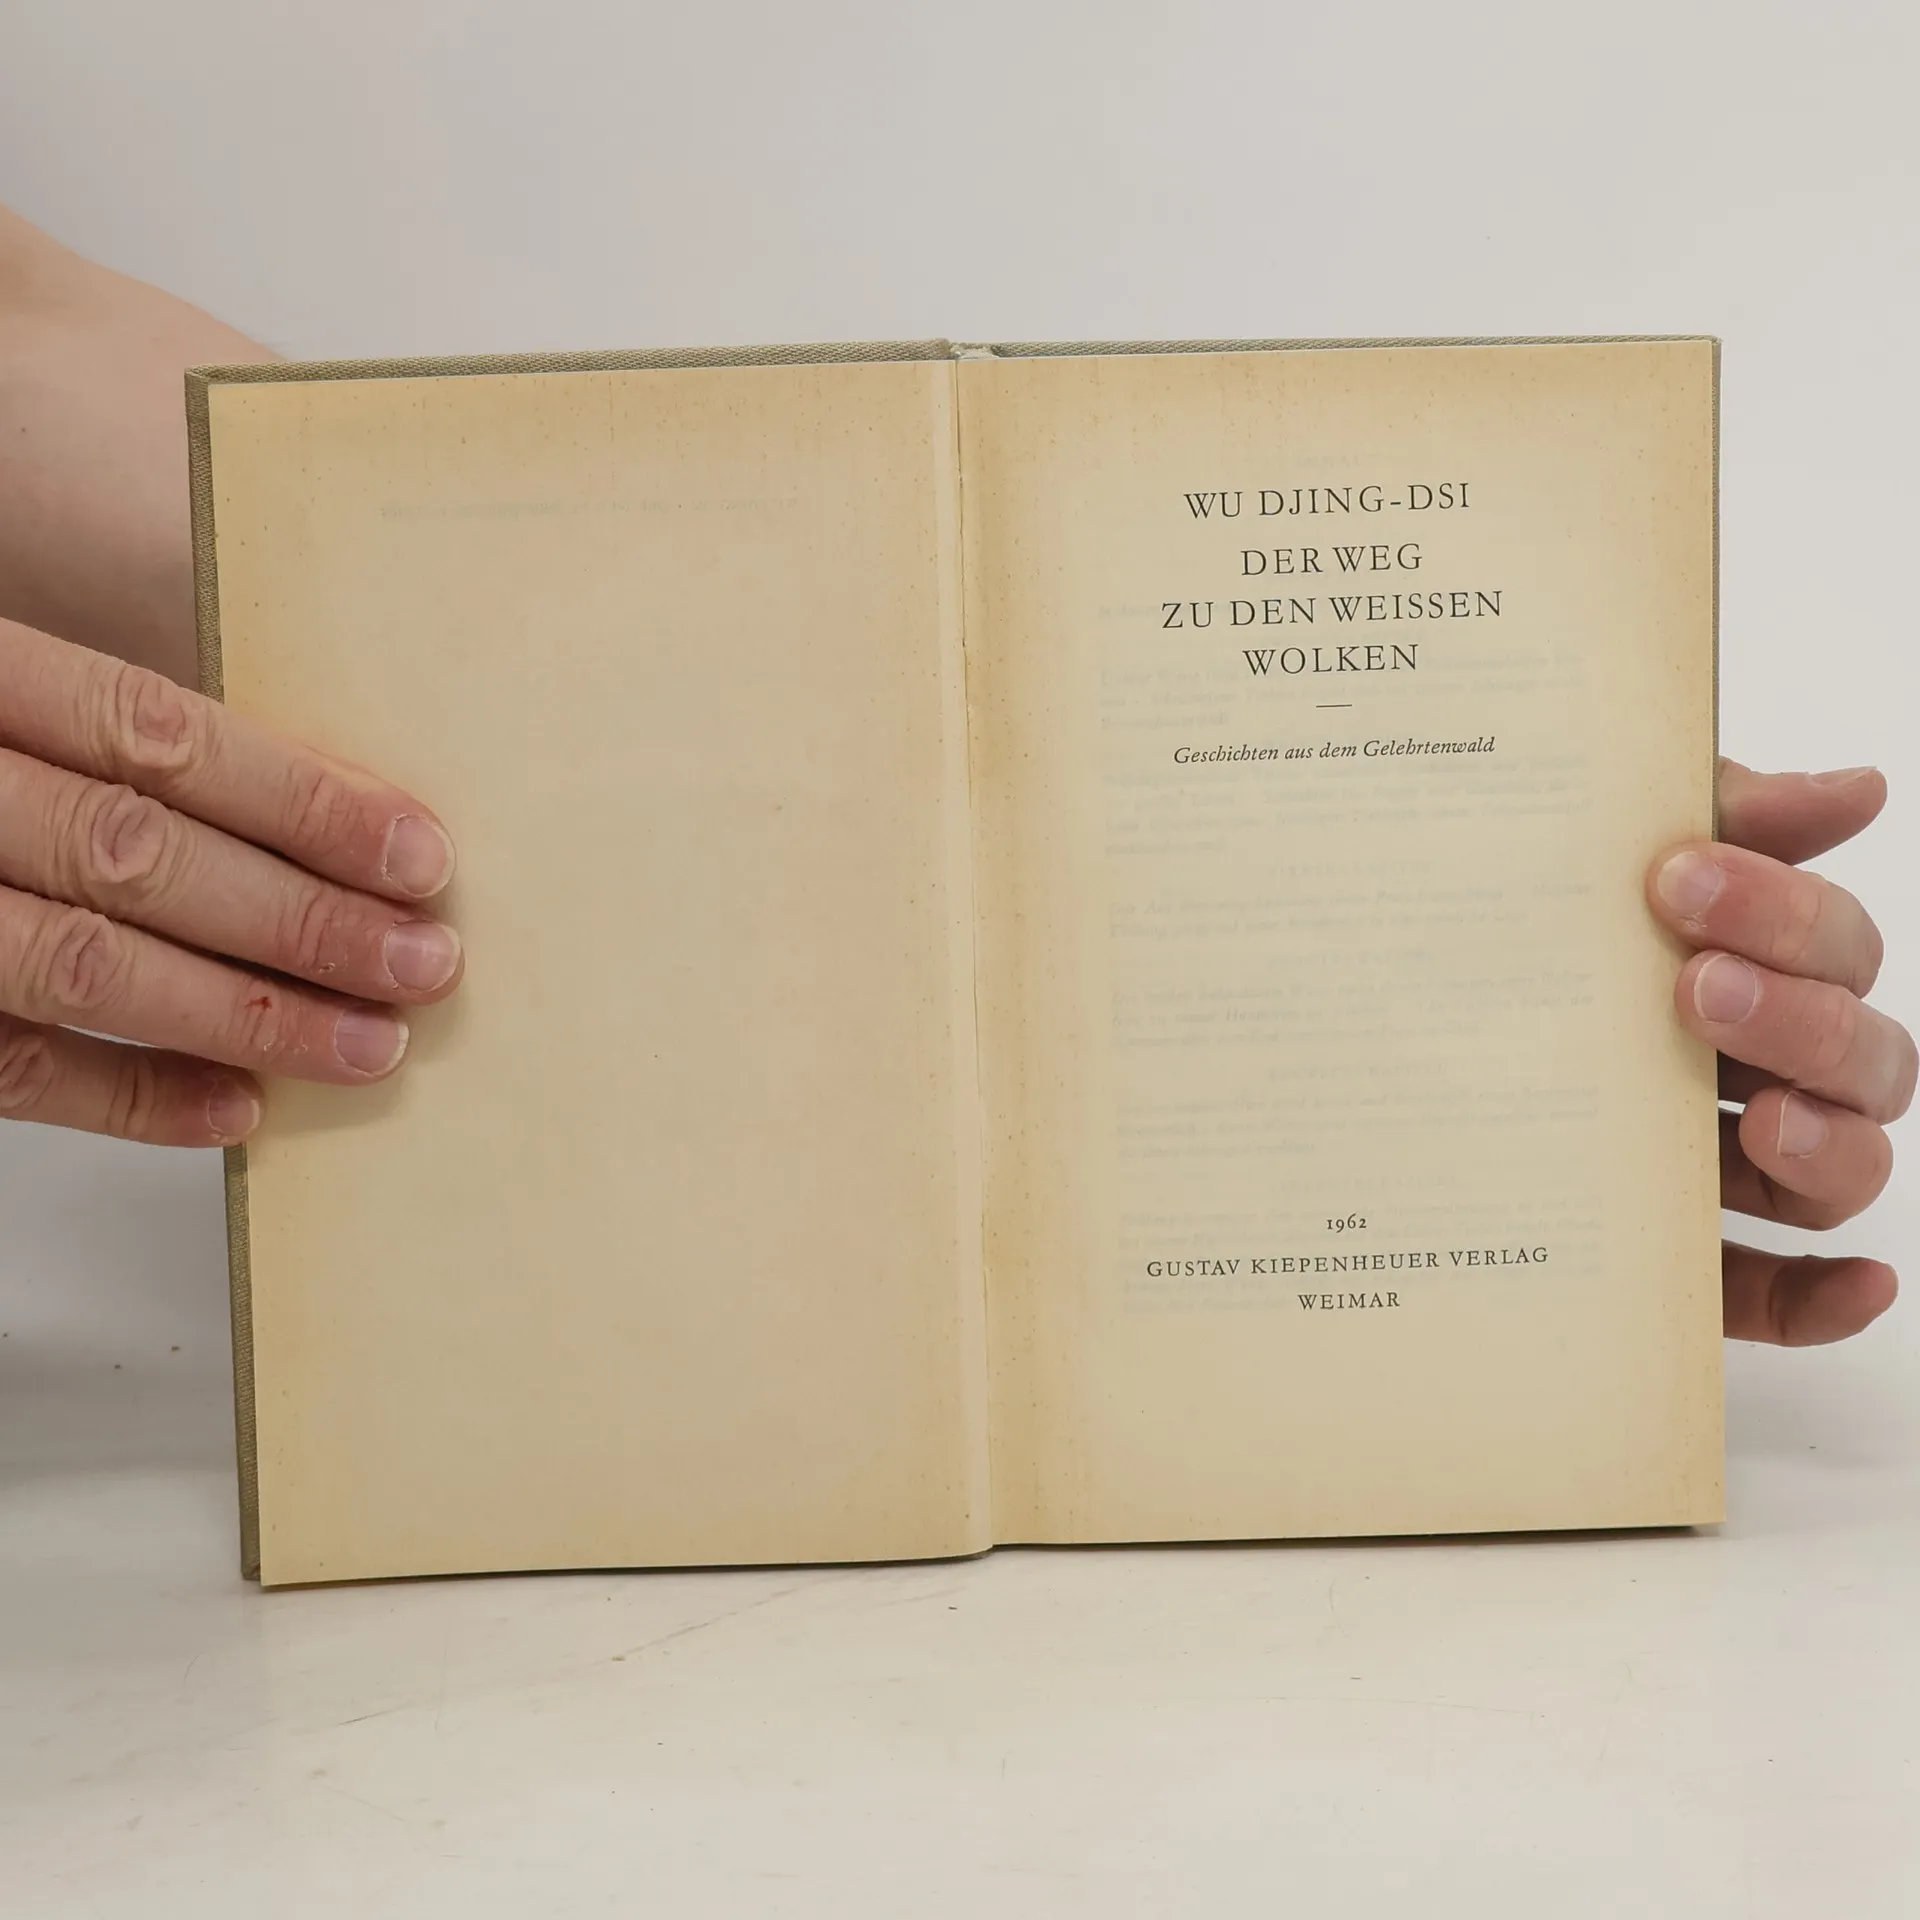 WU DJING-DSI
DER WEG
ZU DEN WEISSEN
WOLKEN
Geschichten aus dem Gelehrtenwald
1962
GUSTAV KIEPENHEUER VERLAG
WEIMAR